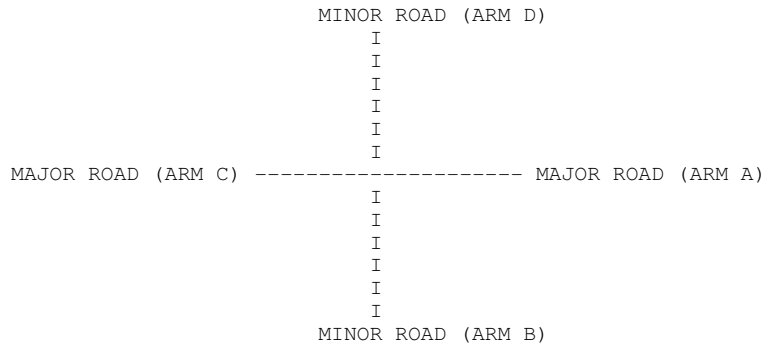 MINOR ROAD (ARM D)
I
I
I
I
I
I
MAJOR ROAD (ARM C) ---------------------- MAJOR ROAD (ARM A)
I
I
I
I
I
I
MINOR ROAD (ARM B)